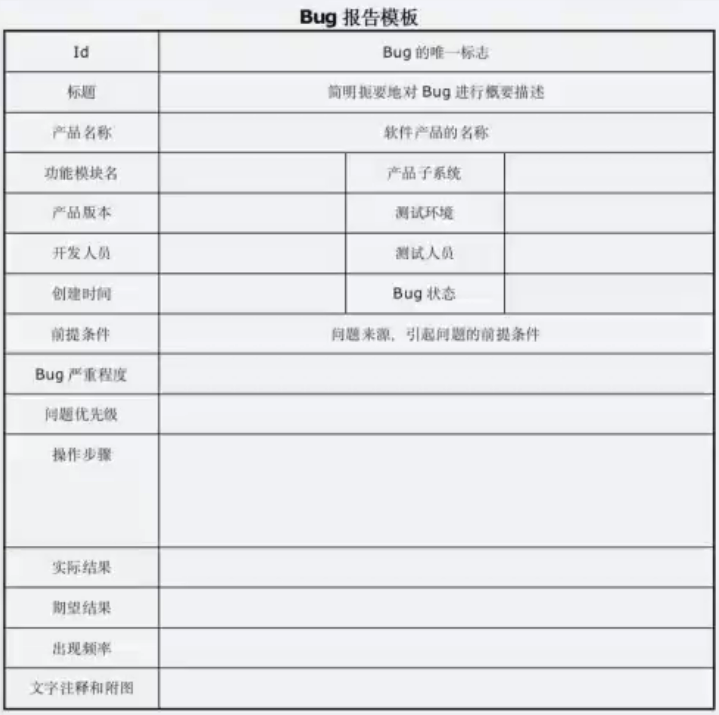 Bug 报告模板
Id Bug 的唯一标志
标题 简明扼要地对 Bug 进行概要描述
产品名称 软件产品的名称
功能模块名 产品子系统
产品版本 测试环境
开发人员 测试人员
创建时间 Bug 状态
前提条件 问题来源，引起问题的前提条件
Bug 严重程度
问题优先级
操作步骤
实际结果
期望结果
出现频率
文字注释和附图